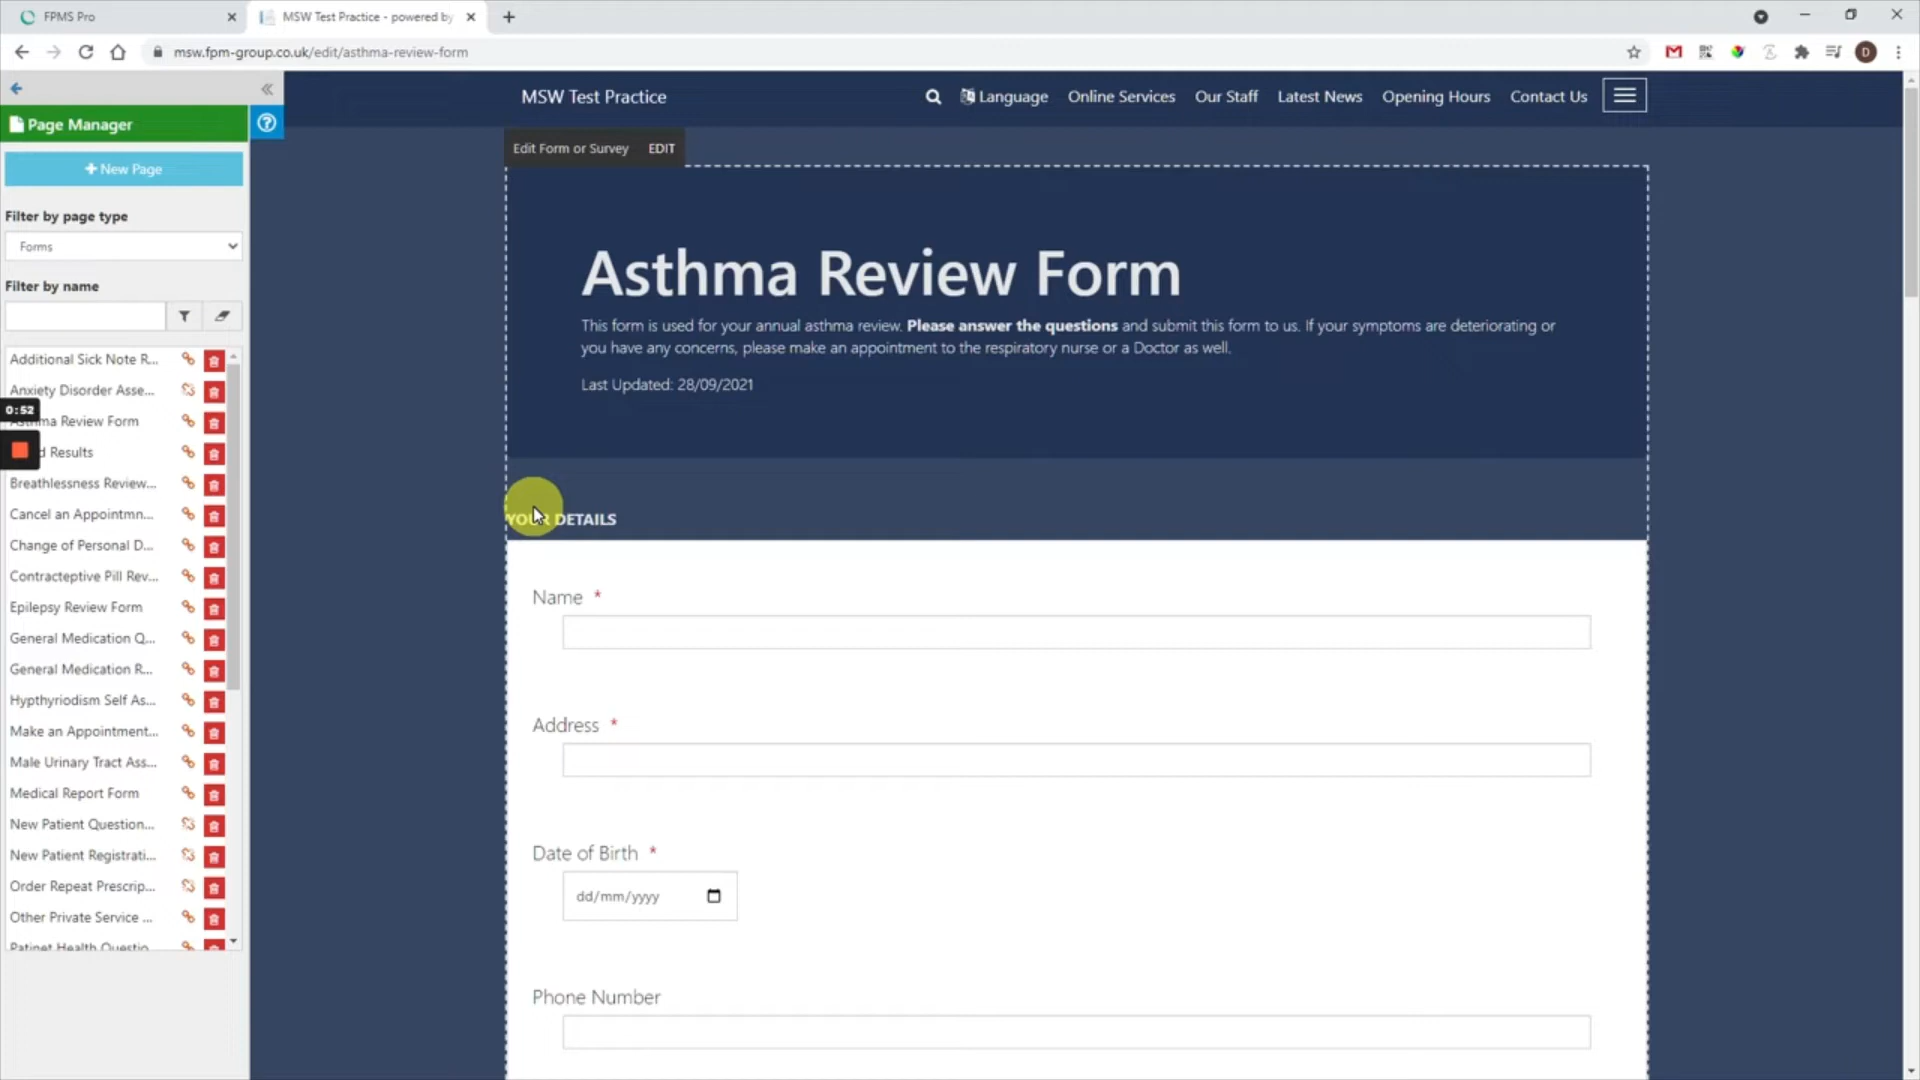 FPMS Pro
MSW Test Practice - powered by
msw.fpm-group.co.uk/edit/asthma-review-form
D
Page Manager
New Page
Filter by page type
Forms
Filter by name
Additional Sick Note R...
Anxiety Disorder Asse...
0:52
Asthma Review Form
d Results
Breathlessness Review...
Cancel an Appointmn...
Change of Personal D...
Contracteptive Pill Rev...
Epilepsy Review Form
General Medication Q...
General Medication R...
Hypthyriodism Self As...
Make an Appointment...
Male Urinary Tract Ass...
Medical Report Form
New Patient Question...
New Patient Registrati...
Order Repeat Prescrip...
Other Private Service ...
Patinet Health Questio
MSW Test Practice
Language Online Services Our Staff Latest News Opening Hours Contact Us
Edit Form or Survey EDIT
Asthma Review Form
This form is used for your annual asthma review. Please answer the questions and submit this form to us. If your symptoms are deteriorating or
you have any concerns, please make an appointment to the respiratory nurse or a Doctor as well.
Last Updated: 28/09/2021
YOUR DETAILS
Name *
Address *
Date of Birth *
dd/mm/yyyy
Phone Number